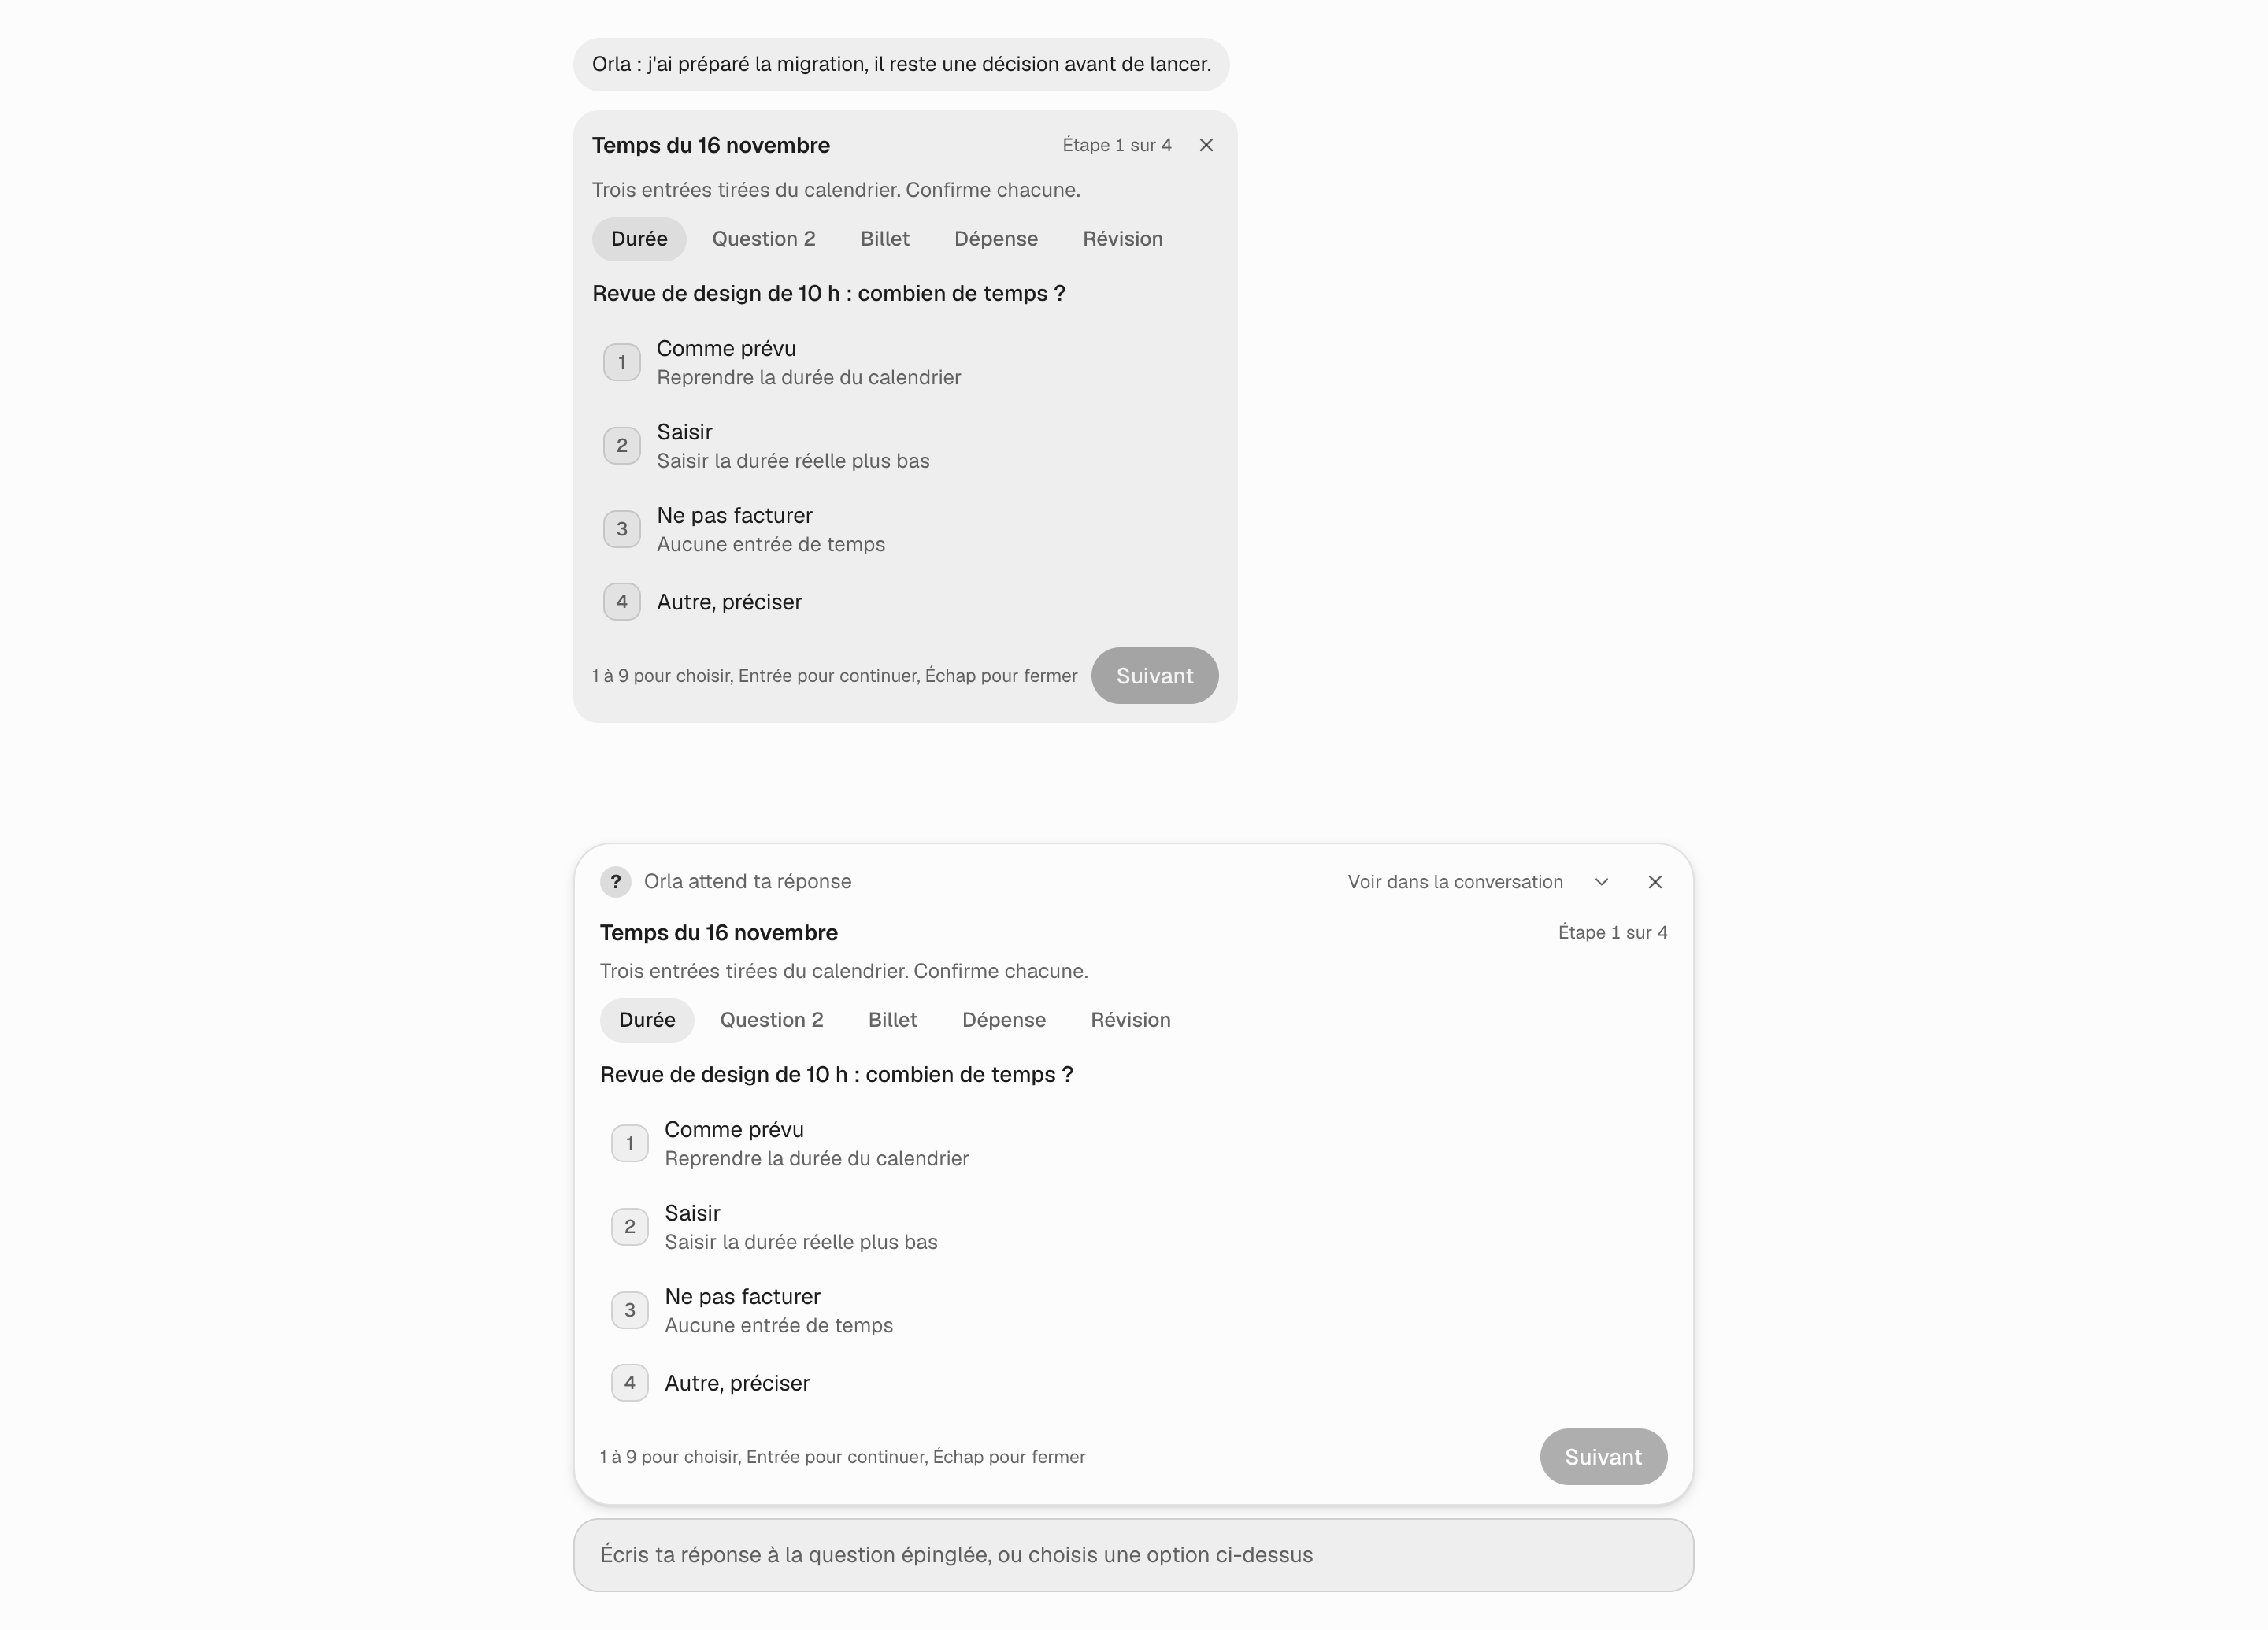 Orla : j'ai préparé la migration, il reste une décision avant de lancer.
Temps du 16 novembre
Étape 1 sur 4
Trois entrées tirées du calendrier. Confirme chacune.
Durée Question 2 Billet Dépense Révision
Revue de design de 10 h : combien de temps ?
1 Comme prévu
Reprendre la durée du calendrier
2 Saisir
Saisir la durée réelle plus bas
3 Ne pas facturer
Aucune entrée de temps
4 Autre, préciser
1 à 9 pour choisir, Entrée pour continuer, Échap pour fermer
Suivant
? Orla attend ta réponse
Voir dans la conversation
Temps du 16 novembre
Étape 1 sur 4
Trois entrées tirées du calendrier. Confirme chacune.
Durée Question 2 Billet Dépense Révision
Revue de design de 10 h : combien de temps ?
1 Comme prévu
Reprendre la durée du calendrier
2 Saisir
Saisir la durée réelle plus bas
3 Ne pas facturer
Aucune entrée de temps
4 Autre, préciser
1 à 9 pour choisir, Entrée pour continuer, Échap pour fermer
Suivant
Écris ta réponse à la question épinglée, ou choisis une option ci-dessus